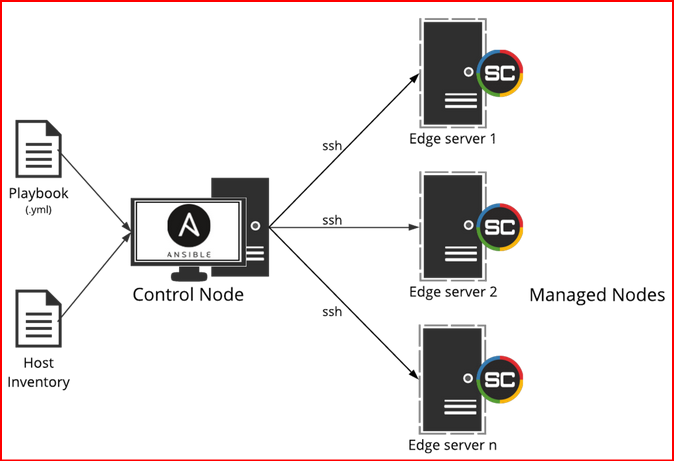 Playbook
(.yml)
Host
Inventory
ANSIBLE
Control Node
ssh
ssh
ssh
SC
Edge server 1
SC
Edge server 2
SC
Edge server n
Managed Nodes